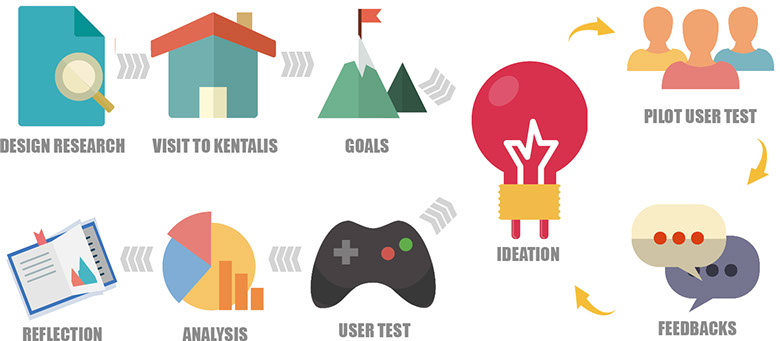 DESIGN RESEARCH
VISIT TO KENTALIS
GOALS
IDEATION
PILOT USER TEST
FEEDBACKS
USER TEST
ANALYSIS
REFLECTION